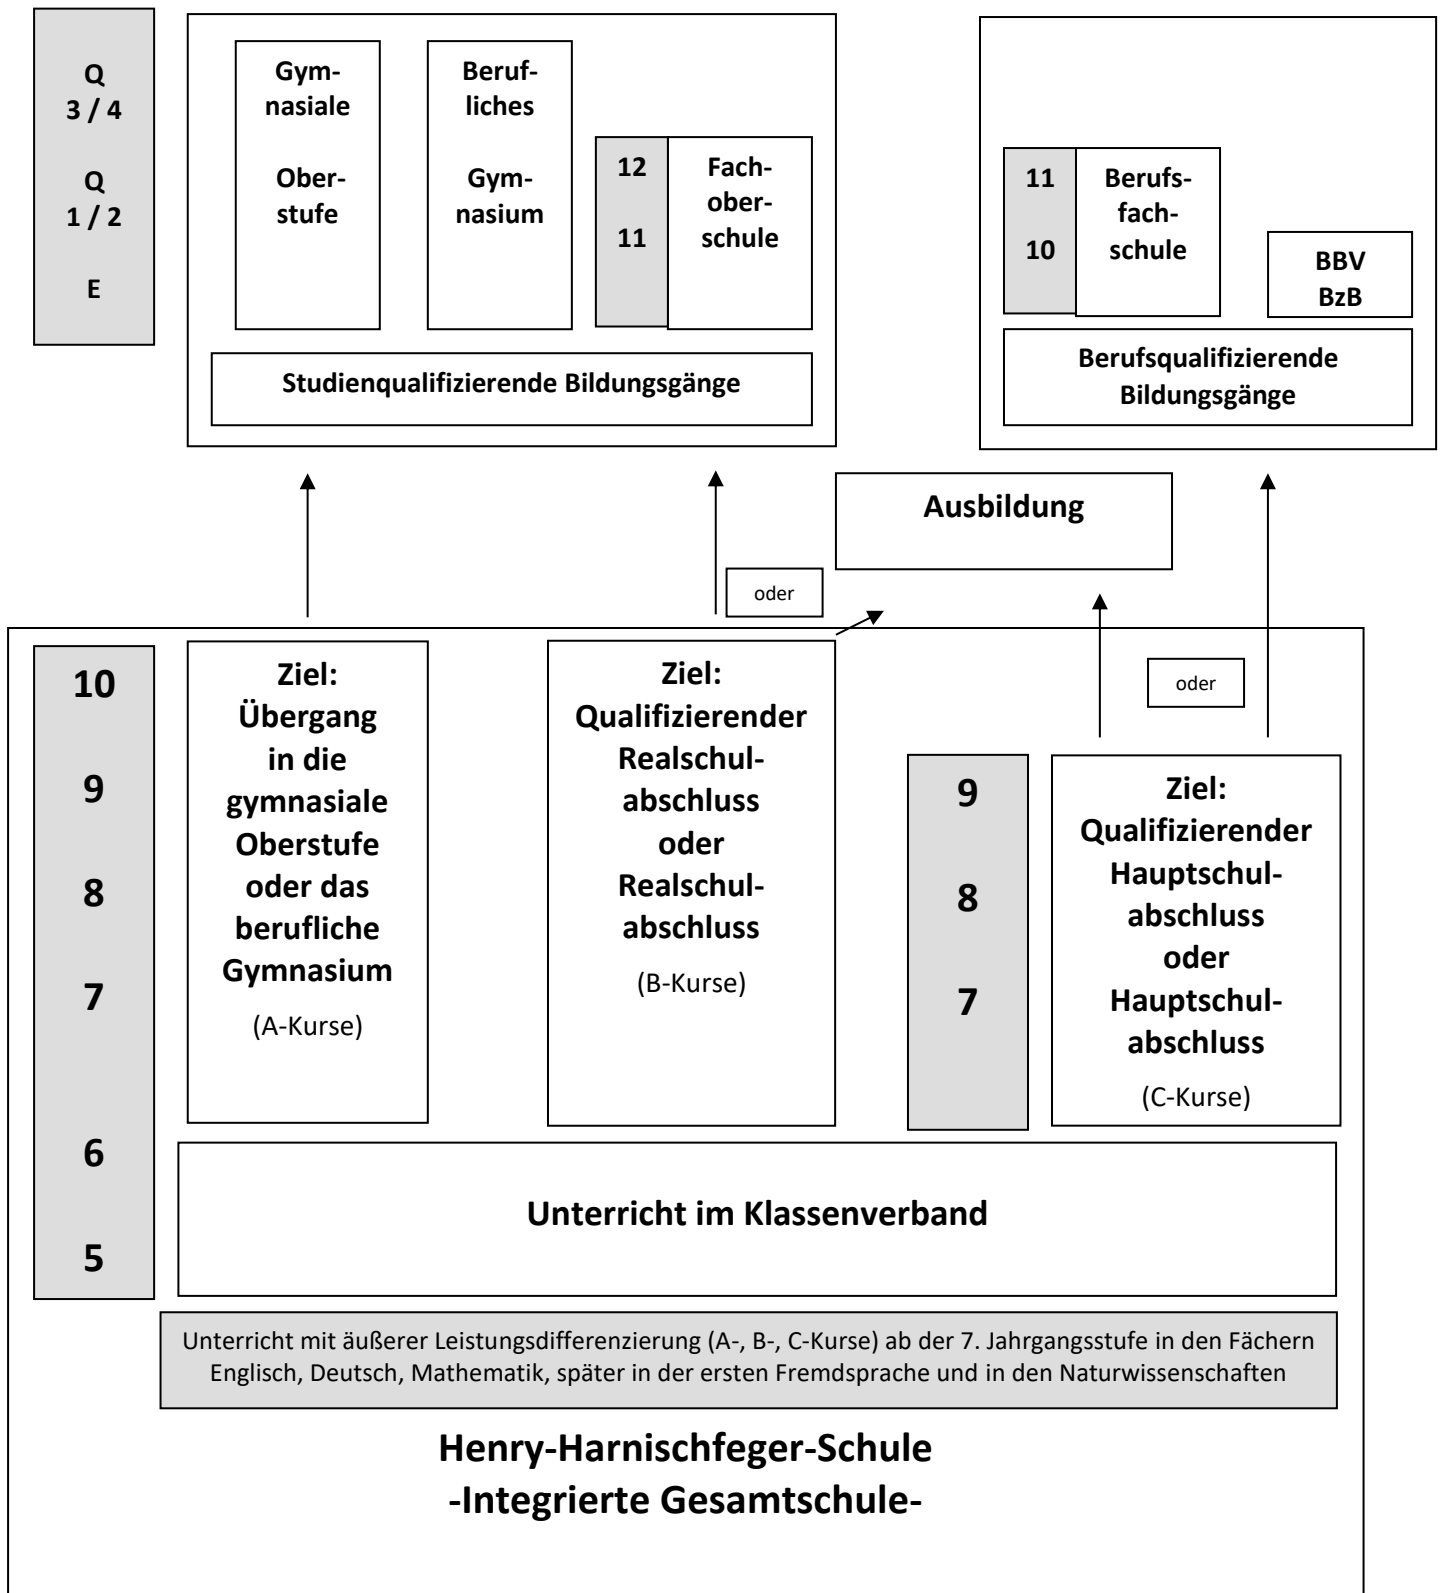 Q
3 / 4
Q
1 / 2
E
Gym-
nasiale
Ober-
stufe
Beruf-
liches
Gym-
nasium
12
11
Fach-
ober-
schule
Studienqualifizierende Bildungsgänge
11
10
Berufs-
fach-
schule
BBV
BzB
Berufsqualifizierende
Bildungsgänge
Ausbildung
oder
oder
10
9
8
7
6
5
Ziel:
Übergang
in die
gymnasiale
Oberstufe
oder das
berufliche
Gymnasium
(A-Kurse)
Ziel:
Qualifizierender
Realschul-
abschluss
oder
Realschul-
abschluss
(B-Kurse)
9
8
7
Ziel:
Qualifizierender
Hauptschul-
abschluss
oder
Hauptschul-
abschluss
(C-Kurse)
Unterricht im Klassenverband
Unterricht mit äußerer Leistungsdifferenzierung (A-, B-, C-Kurse) ab der 7. Jahrgangsstufe in den Fächern
Englisch, Deutsch, Mathematik, später in der ersten Fremdsprache und in den Naturwissenschaften
Henry-Harnischfeger-Schule
-Integrierte Gesamtschule-